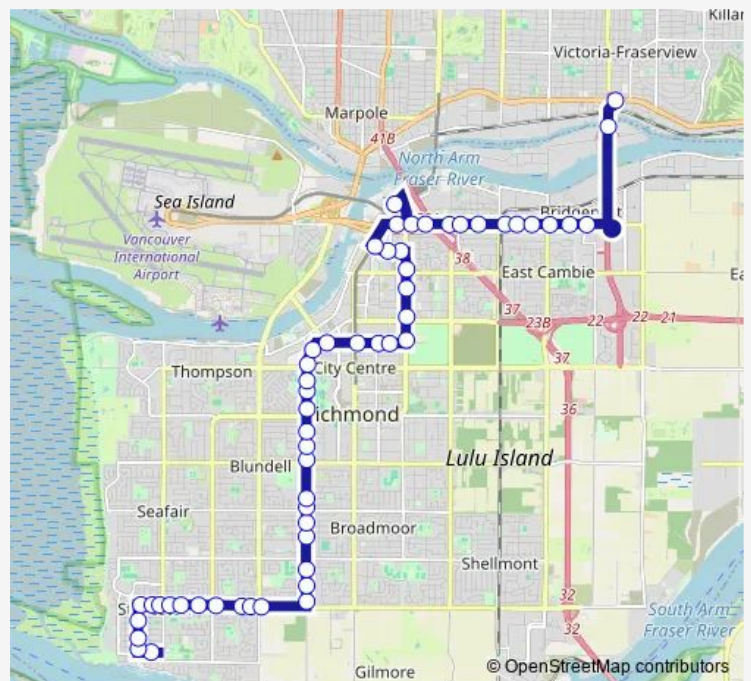 Killar
Victoria-Fraserview
Marpole
41B
North Arm
Fraser River
Sea Island
Vancouver
International
Airport
38
East Cambie
37
23B
22
22
21
37
Thompson
City Centre
36
ichmond
Blundell
Lulu Island
Seafair
Broadmoor
Shellmont
32
32
South Arm
Fraser River
Gilmore
© OpenStreetMap contributors